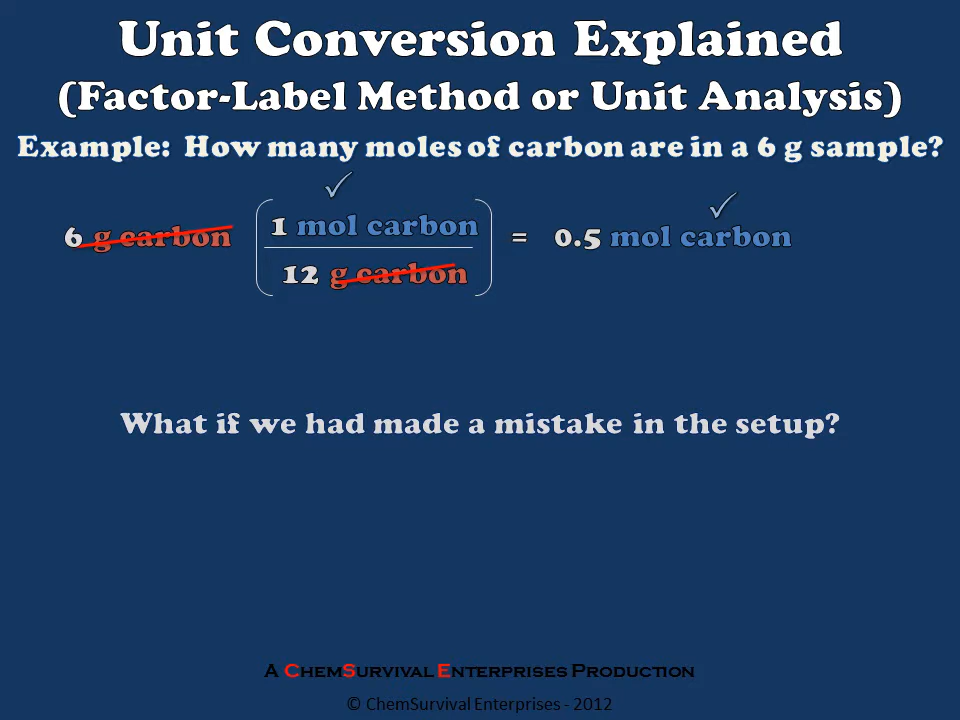 Unit Conversion Explained
(Factor-Label Method or Unit Analysis)
Example: How many moles of carbon are in a 6 g sample?
✓ ✓
1 mol carbon
6 g carbon = 0.5 mol carbon
12 g carbon
What if we had made a mistake in the setup?
A ChemSurvival Enterprises Production
© ChemSurvival Enterprises - 2012